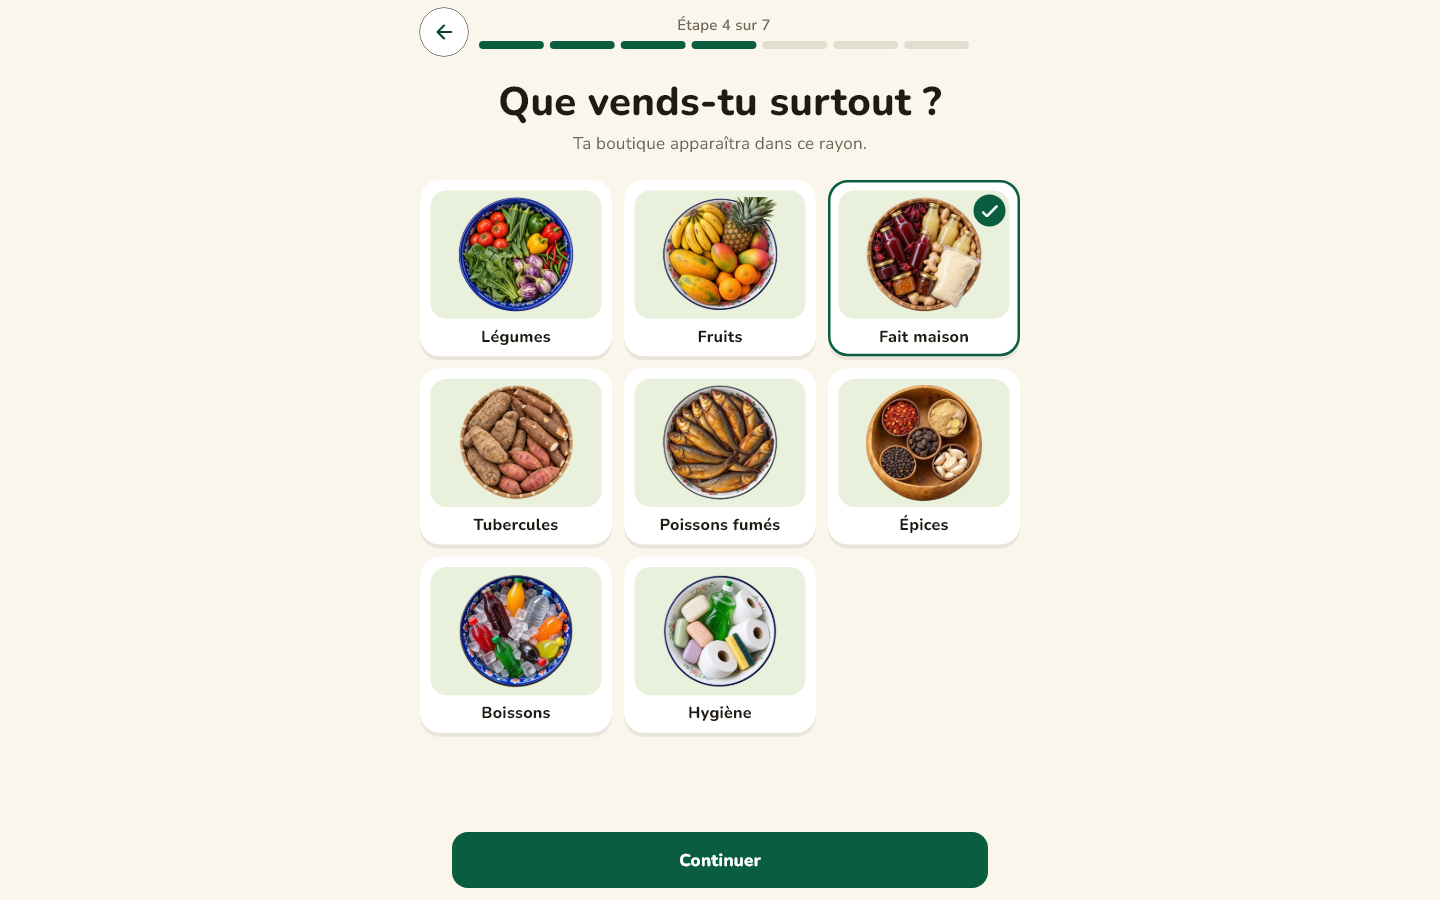 Étape 4 sur 7
Que vends-tu surtout ?
Ta boutique apparaîtra dans ce rayon.
Légumes
Fruits
Fait maison
Tubercules
Poissons fumés
Épices
Boissons
Hygiène
Continuer